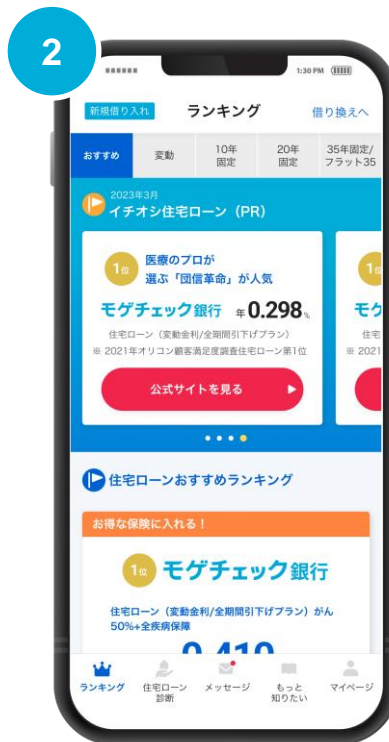 2
1:30 PM
新規借り入れ
ランキング
借り換えへ
おすすめ
変動
10年
固定
20年
固定
35年固定/
フラット35
2023年3月
イチオシ住宅ローン（PR）
1位
医療のプロが
選ぶ「団信革命」が人気
モゲチェック銀行 年0.298%
住宅ローン（変動金利/全期間引下げプラン）
※ 2021年オリコン顧客満足度調査住宅ローン第1位
公式サイトを見る
1位
モゲ
住宅
※ 2021
住宅ローンおすすめランキング
お得な保険に入れる！
1位 モゲチェック銀行
住宅ローン（変動金利/全期間引下げプラン）がん
50%+全疾病保障
0.410
ランキング
住宅ローン
診断
メッセージ
もっと
知りたい
マイページ